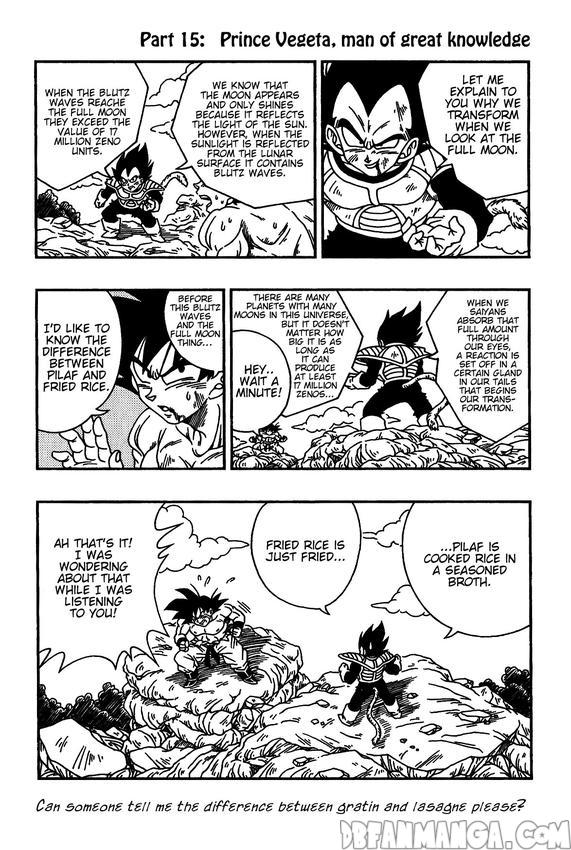 Part 15: Prince Vegeta, man of great knowledge
LET ME
EXPLAIN TO
YOU WHY WE
TRANSFORM
WHEN WE
LOOK AT THE
FULL MOON.
WE KNOW THAT
THE MOON APPEARS
AND ONLY SHINES
BECAUSE IT REFLECTS
THE LIGHT OF THE SUN.
HOWEVER, WHEN THE
SUNLIGHT IS REFLECTED
FROM THE LUNAR
SURFACE IT CONTAINS
BLUTZ WAVES.
WHEN THE BLUTZ
WAVES REACHE
THE FULL MOON
THEY EXCEED THE
VALUE OF 17
MILLION ZENO
UNITS.
WHEN WE
SAIYANS
ABSORB THAT
FULL AMOUNT
THROUGH
OUR EYES,
A REACTION IS
SET OFF IN A
CERTAIN GLAND
IN OUR TAILS
THAT BEGINS
OUR TRANS-
FORMATION.
THERE ARE MANY
PLANETS WITH MANY
MOONS IN THIS UNIVERSE,
BUT IT DOESN'T
MATTER HOW
BIG IT IS AS
LONG AS
IT CAN
PRODUCE
AT LEAST
17 MILLION
ZENOS...
HEY..
WAIT A
MINUTE!
BEFORE
THIS BLUTZ
WAVES
AND THE
FULL MOON
THING...
I'D LIKE TO
KNOW THE
DIFFERENCE
BETWEEN
PILAF AND
FRIED RICE.
...PILAF IS
COOKED RICE
IN A
SEASONED
BROTH.
FRIED RICE IS
JUST FRIED...
AH THAT'S IT!
I WAS
WONDERING
ABOUT THAT
WHILE I WAS
LISTENING
TO YOU!
Can someone tell me the difference between gratin and lasagne please?
DBFANMANGA.COM